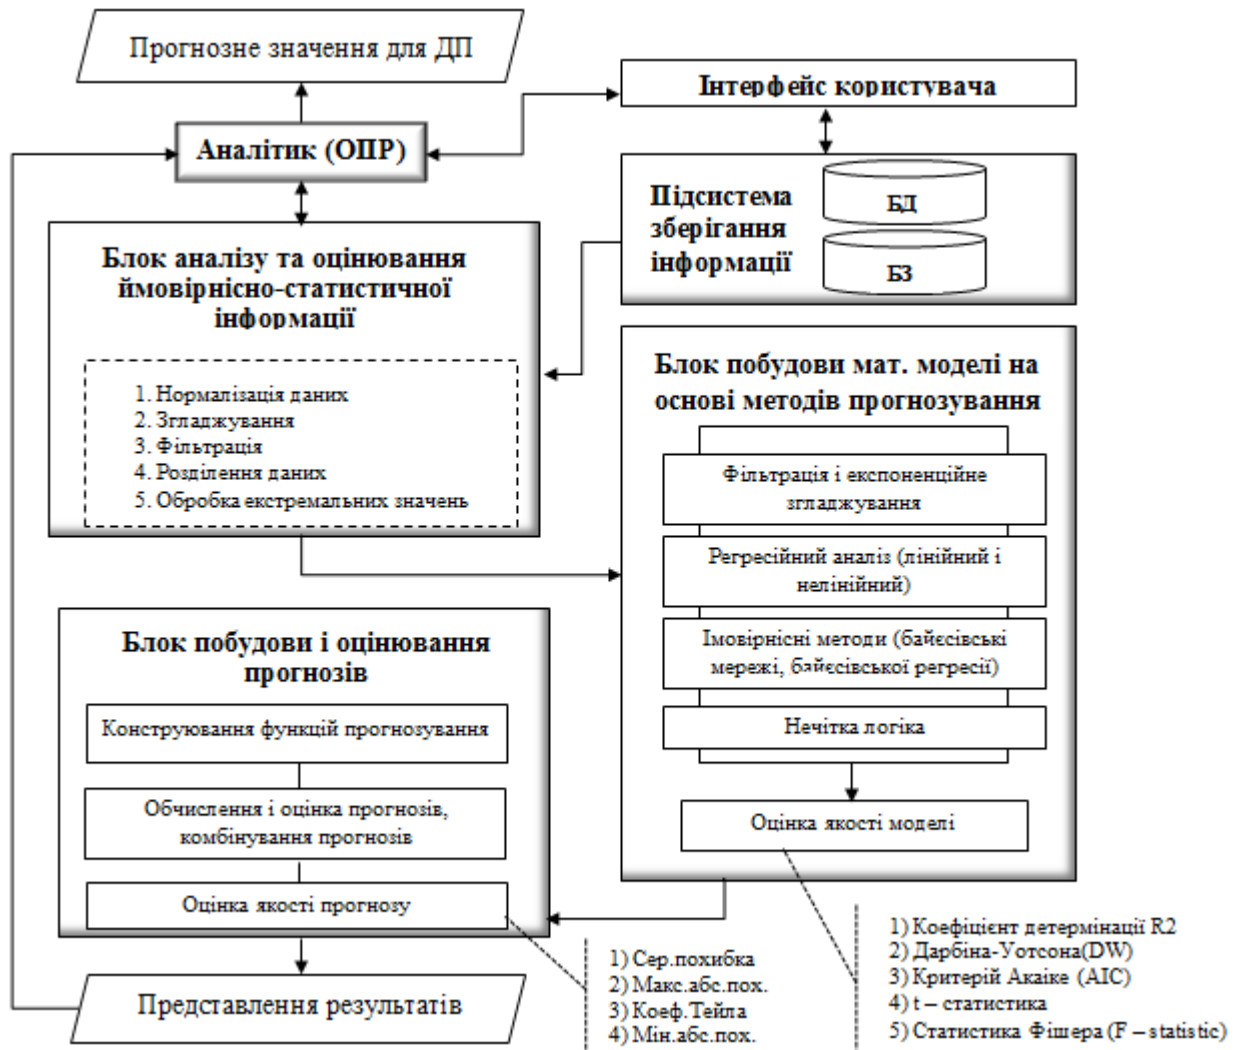 Прогнозне значення для ДП
Інтерфейс користувача
Аналітик (ОПР)
Підсистема
зберігання
інформації
БД
БЗ
Блок аналізу та оцінювання
ймовірнісно-статистичної
інформації
1. Нормалізація даних
2. Згладжування
3. Фільтрація
4. Розділення даних
5. Обробка екстремальних значень
Блок побудови мат. моделі на
основі методів прогнозування
Фільтрація і експоненційне
згладжування
Регресійний аналіз (лінійний і
нелінійний)
Імовірнісні методи (байєсівські
мережі, байєсівської регресії)
Нечітка логіка
Оцінка якості моделі
Блок побудови і оцінювання
прогнозів
Конструювання функцій прогнозування
Обчислення і оцінка прогнозів,
комбінування прогнозів
Оцінка якості прогнозу
Представлення результатів
1) Сер.похибка
2) Макс.абс.пох.
3) Коеф.Тейла
4) Мін.абс.пох.
1) Коефіцієнт детермінації R2
2) Дарбіна-Уотсона(DW)
3) Критерій Акаіке (AIC)
4) t – статистика
5) Статистика Фішера (F – statistic)